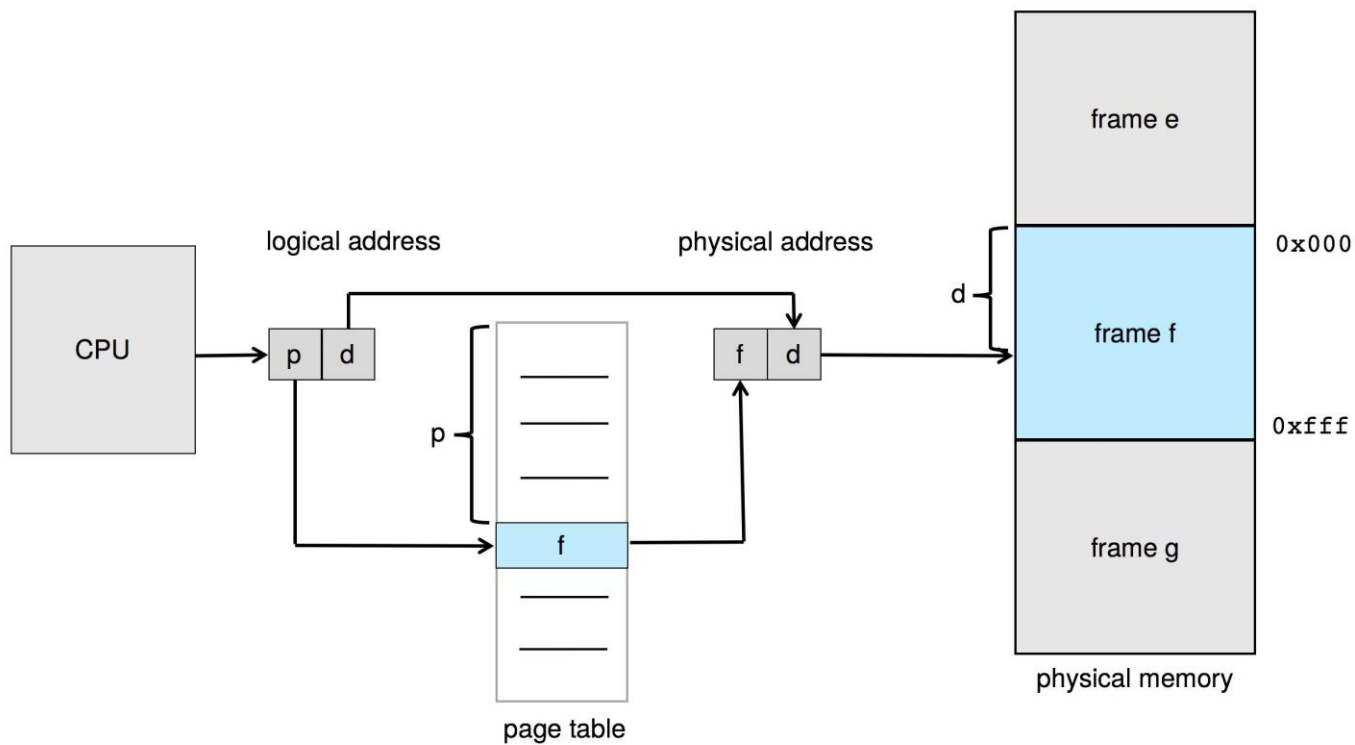 frame e
logical address
physical address
0x000
d
frame f
CPU
p d
f d
p
0xfff
f
frame g
physical memory
page table